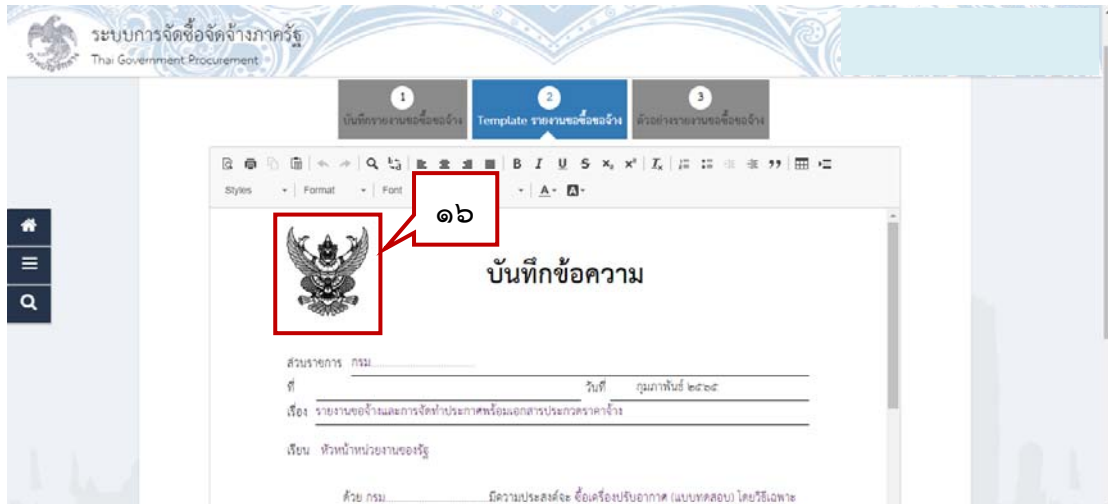 ระบบการจัดซื้อจัดจ้างภาครัฐ
Thai Government Procurement
1
บันทึกรายงานขอซื้อขอจ้าง
2
Template รายงานขอซื้อขอจ้าง
3
ตัวอย่างรายงานขอซื้อขอจ้าง
Styles Format Font
๑๖
บันทึกข้อความ
ส่วนราชการ กรม
ที่ วันที่ กุมภาพันธ์ ๒๕๖๕
เรื่อง รายงานขอจ้างและการจัดทำประกาศพร้อมเอกสารประกวดราคาจ้าง
เรียน หัวหน้าหน่วยงานของรัฐ
ด้วย กรม มีความประสงค์จะ ซื้อเครื่องปรับอากาศ (แบบทดสอบ) โดยวิธีเฉพาะ